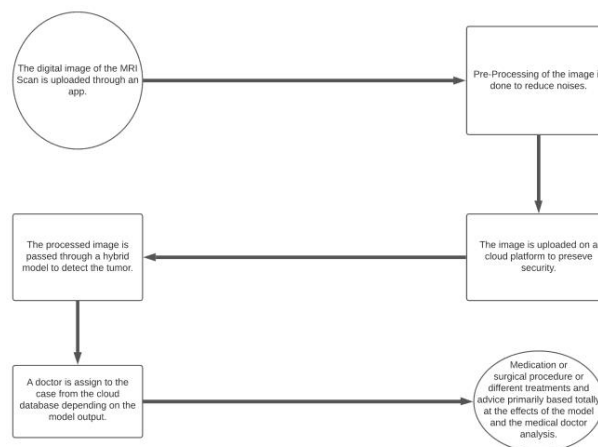 The digital image of the MRI
Scan is uploaded through an
app.
Pre-Processing of the image i
done to reduce noises.
The image is uploaded on a
cloud platform to preseve
security.
The processed image is
passed through a hybrid
model to detect the tumor.
A doctor is assign to the
case from the cloud
database depending on the
model output.
Medication or
surgical procedure or
different treatments and
advice primarily based totally
at the effects of the model
and the medical doctor
analysis.